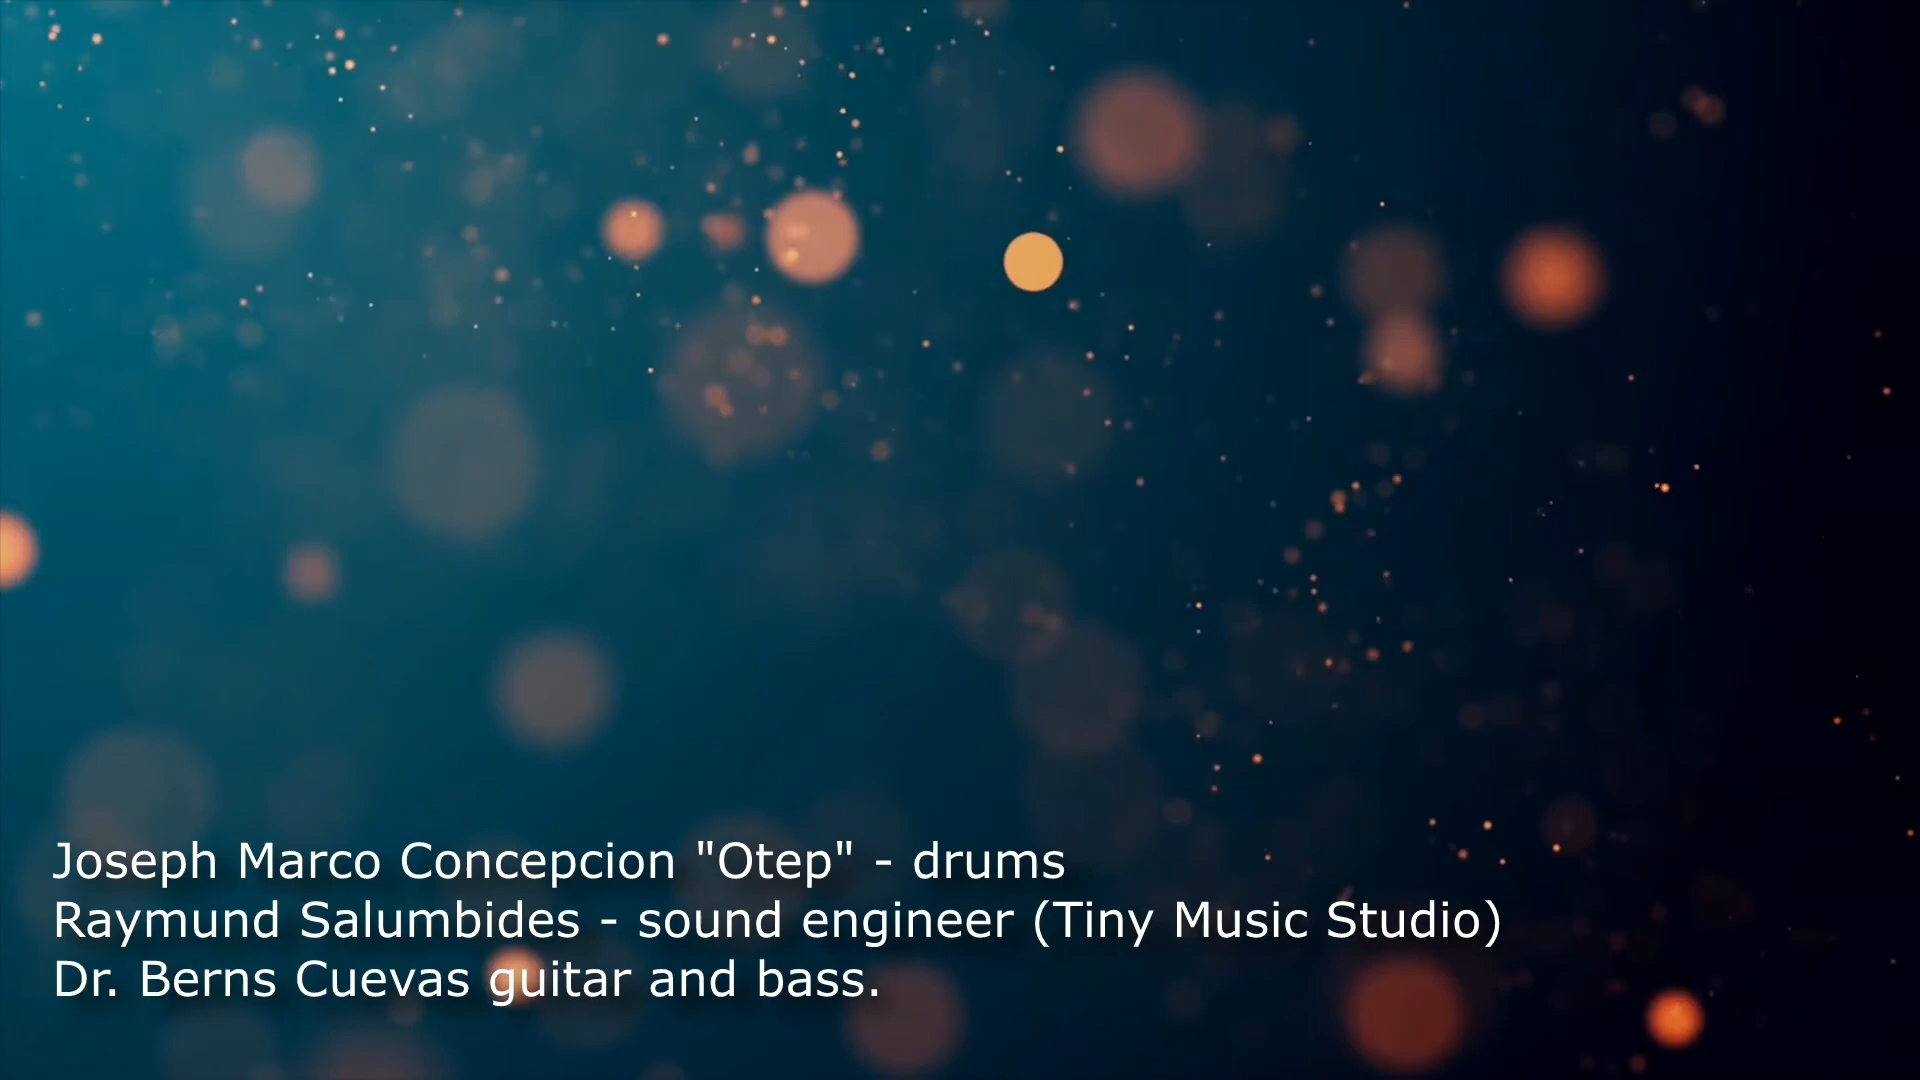 Joseph Marco Concepcion "Otep" - drums
Raymund Salumbides - sound engineer (Tiny Music Studio)
Dr. Berns Cuevas guitar and bass.